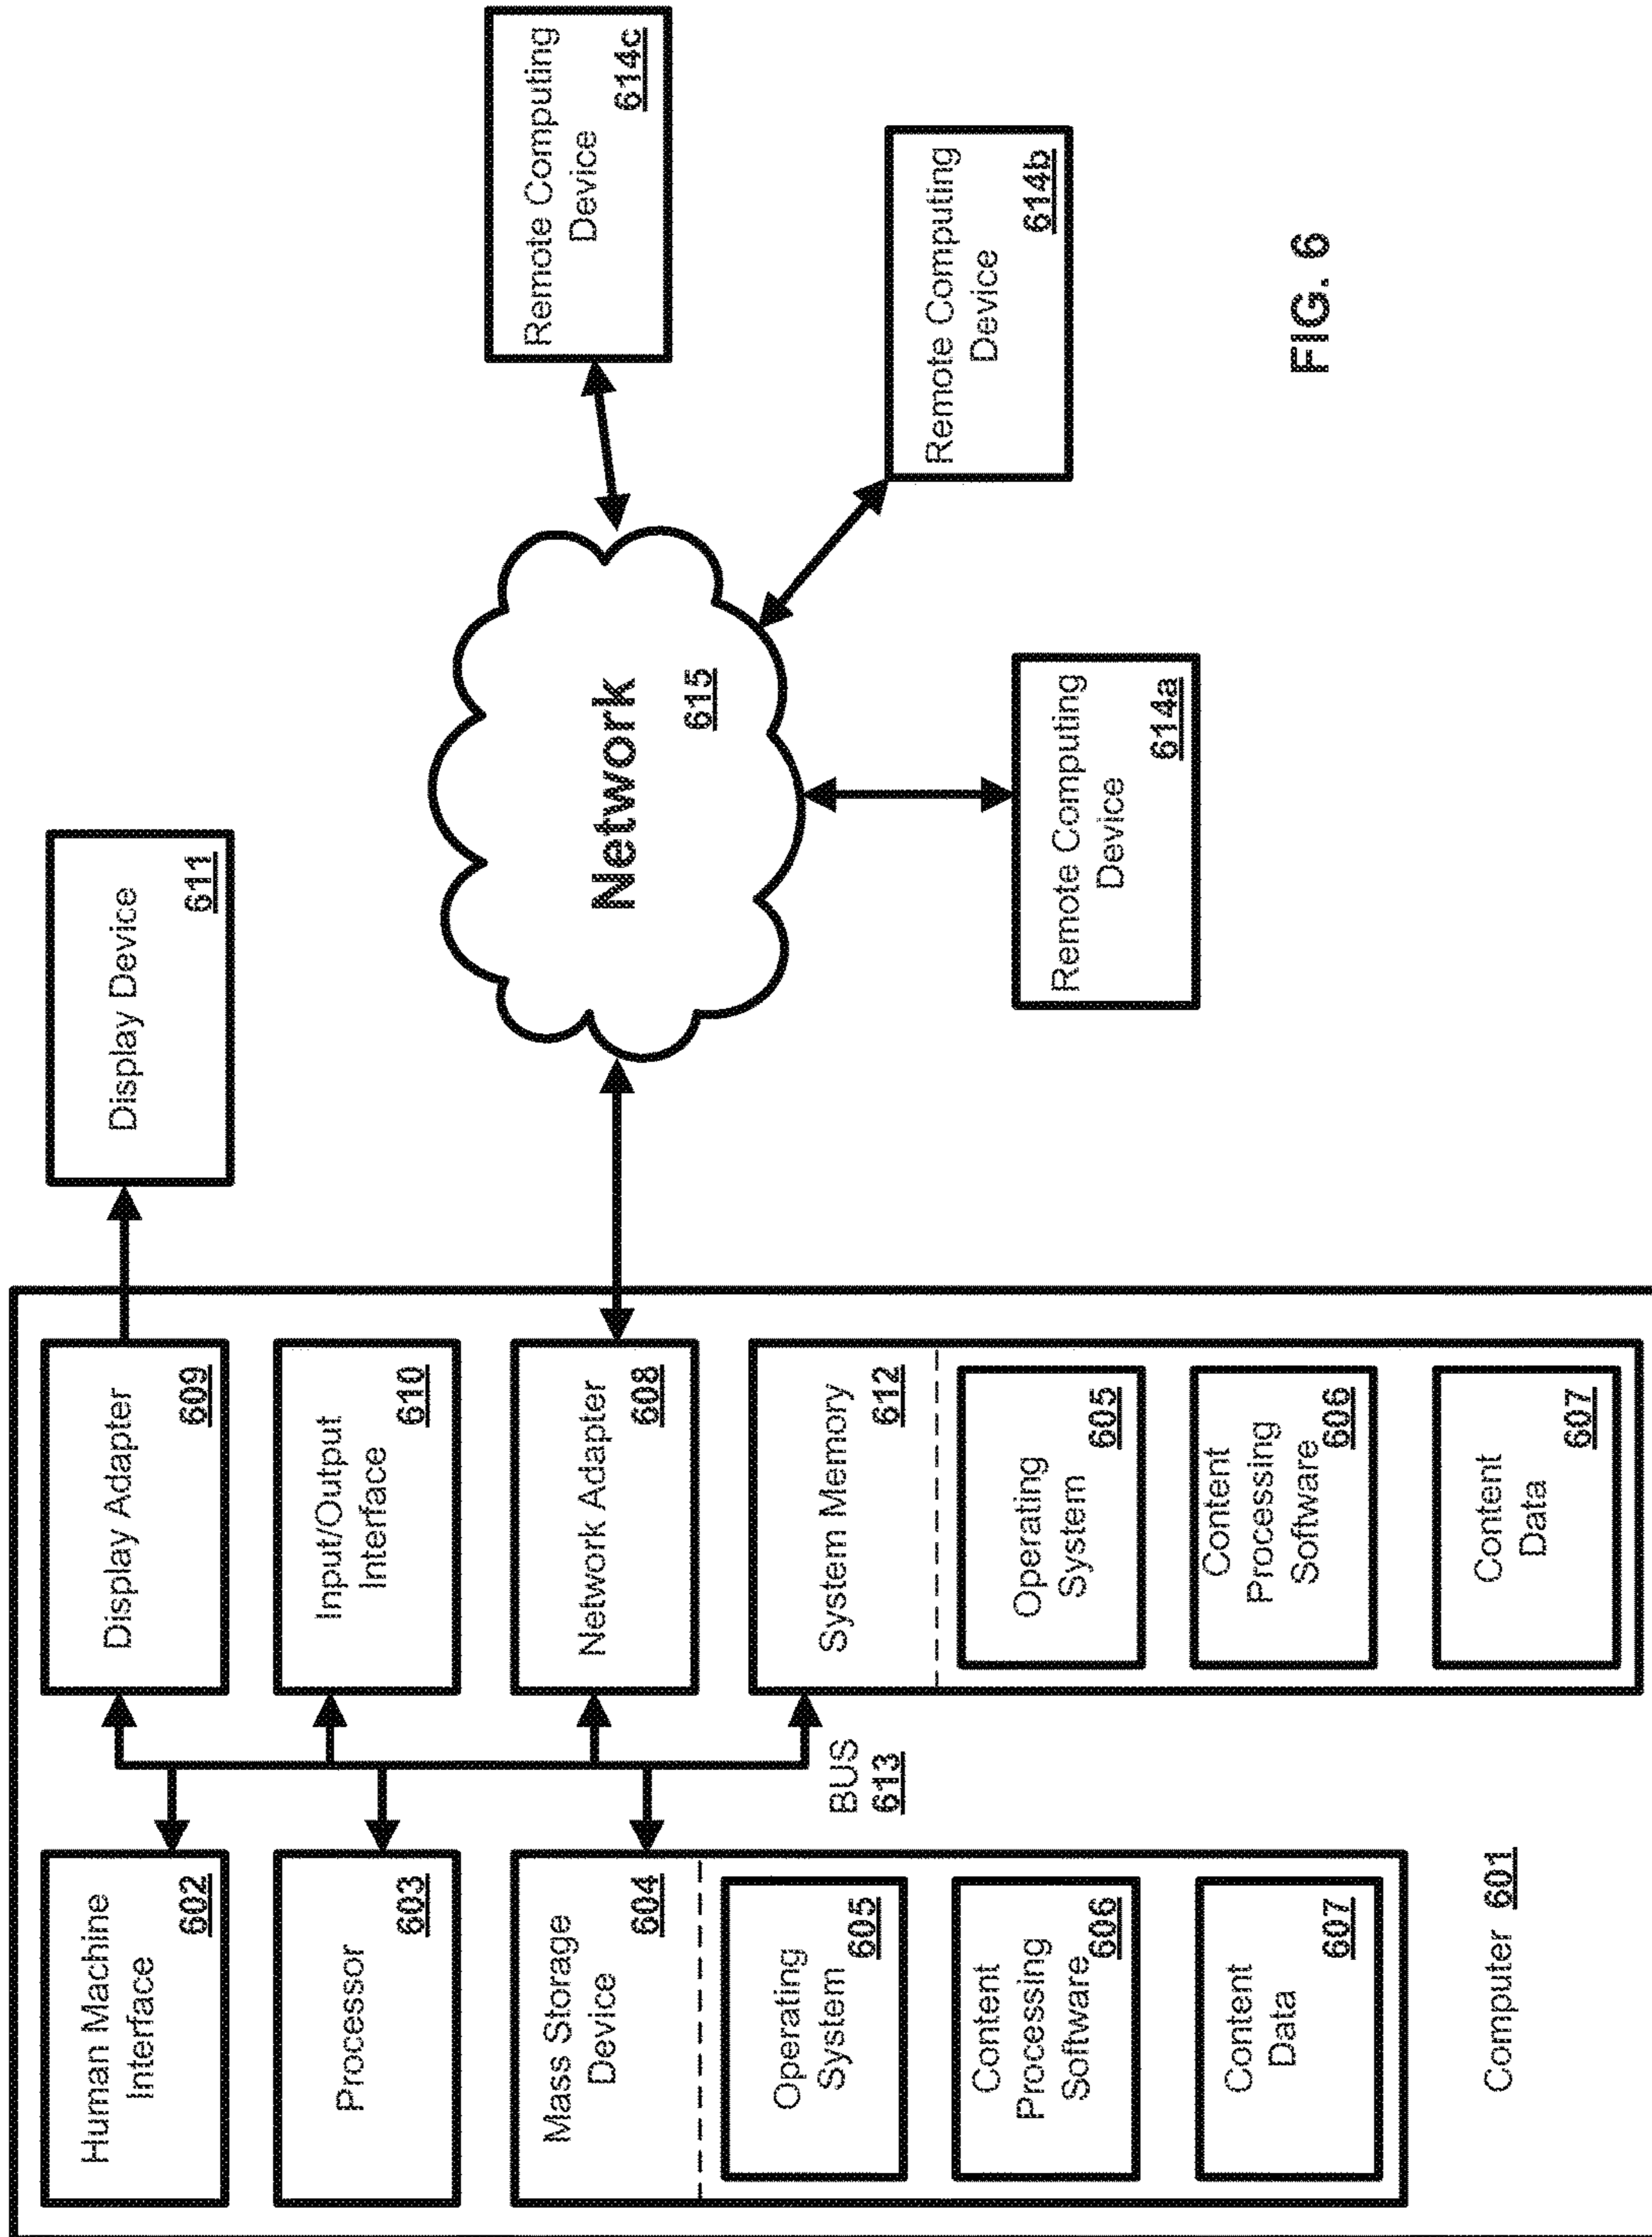 Human Machine
Interface
602
Processor
603
Mass Storage
Device
604
Operating
System
605
Content
Processing
Software
606
Content
Data
607
Computer 601
BUS
613
Display Adapter
609
Input/Output
Interface
610
Network Adapter
608
System Memory
612
Operating
System
605
Content
Processing
Software
606
Content
Data
607
Display Device
611
Network
615
Remote Computing
Device
614a
Remote Computing
Device
614b
Remote Computing
Device
614c
FIG. 6